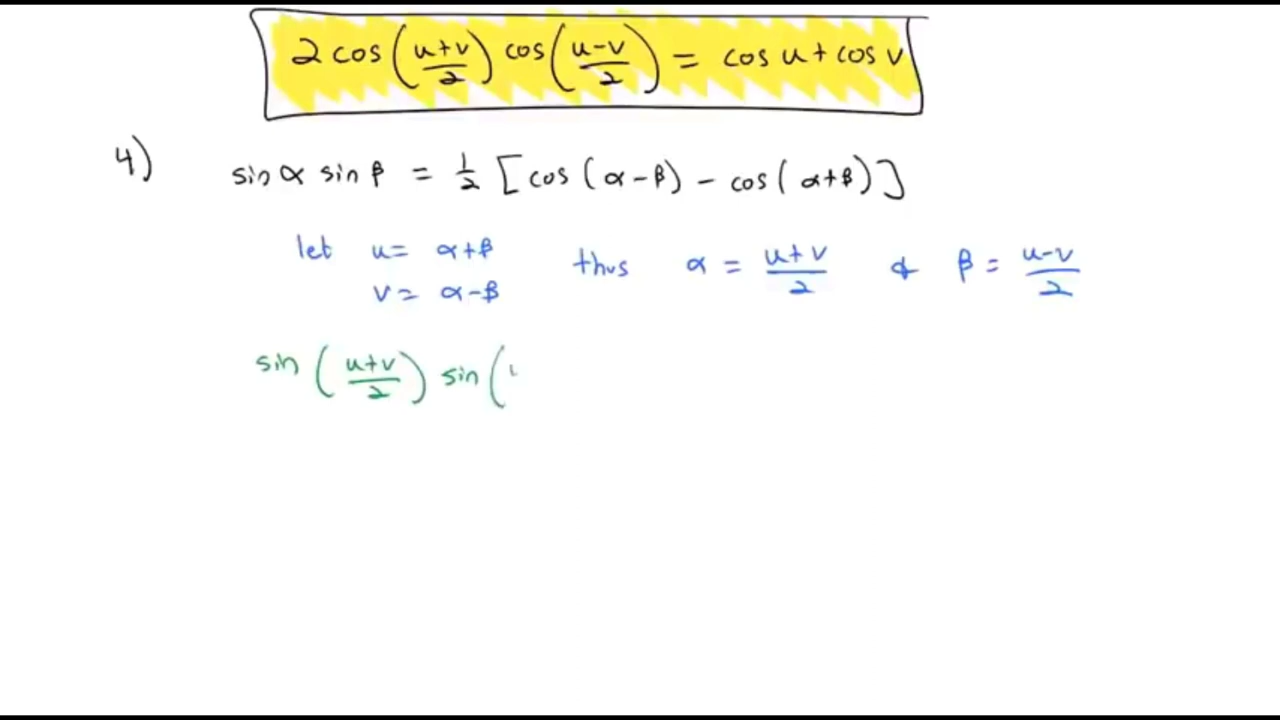 2 cos ( (u+v)/2 ) cos ( (u-v)/2 ) = cos u + cos v
4) sin α sin β = 1/2 [ cos ( α-β ) - cos ( α+β ) ]
let u = α+β thus α = (u+v)/2 & β = (u-v)/2
v = α-β
sin ( (u+v)/2 ) sin (